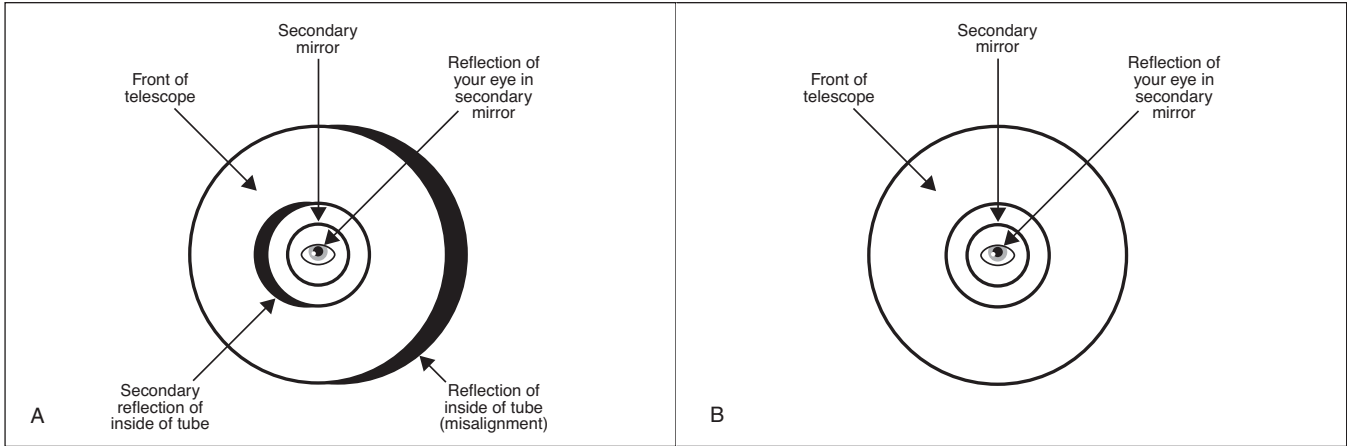 Secondary
mirror
Reflection of
your eye in
secondary
mirror
Front of
telescope
Secondary
reflection of
inside of tube
Reflection of
inside of tube
(misalignment)
A
Secondary
mirror
Reflection of
your eye in
secondary
mirror
Front of
telescope
B